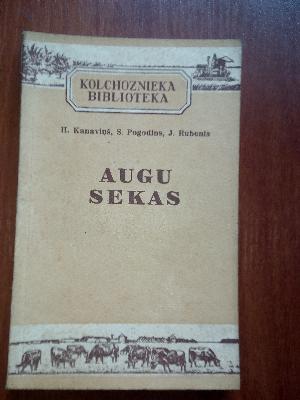 KOLCHOZNIEKA
BIBLIOTEKA
H. Kanaviņš, S. Pogodins, J. Rubenis
AUGU
SEKAS